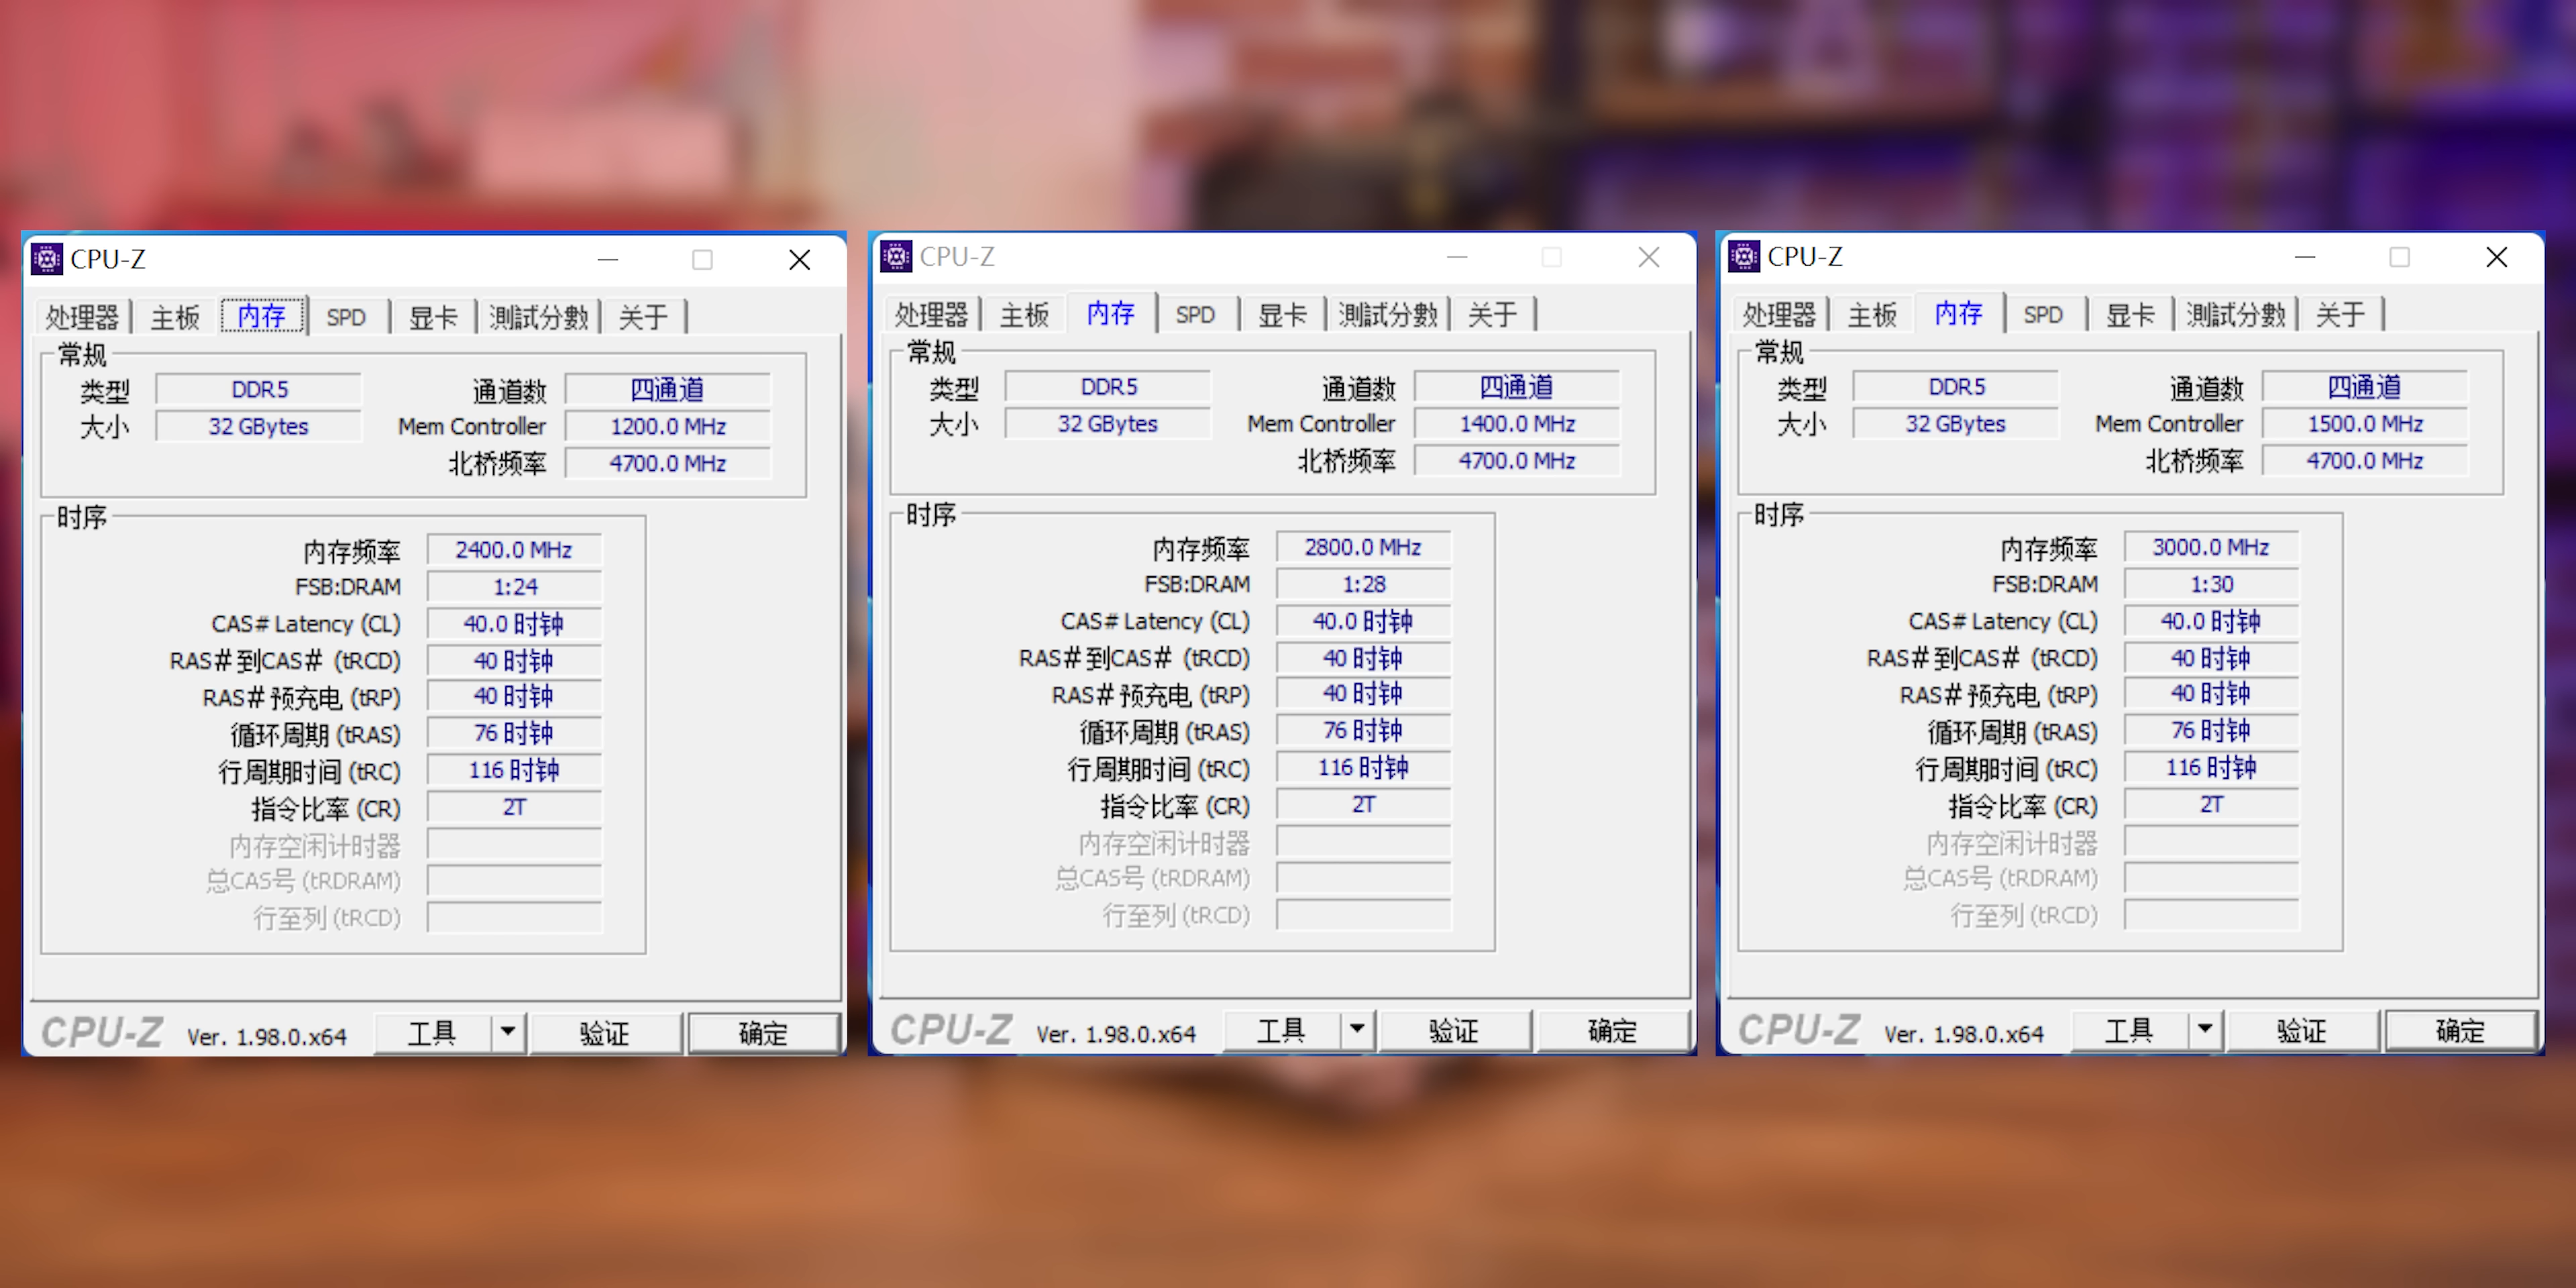 CPU-Z
处理器 主板 内存 SPD 显卡 測試分數 关于
常规
类型 DDR5 通道数 四通道
大小 32 GBytes Mem Controller 1200.0 MHz
北桥频率 4700.0 MHz
时序
内存频率 2400.0 MHz
FSB:DRAM 1:24
CAS# Latency (CL) 40.0 时钟
RAS#到CAS# (tRCD) 40 时钟
RAS#预充电 (tRP) 40 时钟
循环周期 (tRAS) 76 时钟
行周期时间 (tRC) 116 时钟
指令比率 (CR) 2T
内存空闲计时器
总CAS号 (tRDRAM)
行至列 (tRCD)
CPU-Z Ver. 1.98.0.x64 工具 验证 确定
CPU-Z
处理器 主板 内存 SPD 显卡 測試分數 关于
常规
类型 DDR5 通道数 四通道
大小 32 GBytes Mem Controller 1400.0 MHz
北桥频率 4700.0 MHz
时序
内存频率 2800.0 MHz
FSB:DRAM 1:28
CAS# Latency (CL) 40.0 时钟
RAS#到CAS# (tRCD) 40 时钟
RAS#预充电 (tRP) 40 时钟
循环周期 (tRAS) 76 时钟
行周期时间 (tRC) 116 时钟
指令比率 (CR) 2T
内存空闲计时器
总CAS号 (tRDRAM)
行至列 (tRCD)
CPU-Z Ver. 1.98.0.x64 工具 验证 确定
CPU-Z
处理器 主板 内存 SPD 显卡 測試分數 关于
常规
类型 DDR5 通道数 四通道
大小 32 GBytes Mem Controller 1500.0 MHz
北桥频率 4700.0 MHz
时序
内存频率 3000.0 MHz
FSB:DRAM 1:30
CAS# Latency (CL) 40.0 时钟
RAS#到CAS# (tRCD) 40 时钟
RAS#预充电 (tRP) 40 时钟
循环周期 (tRAS) 76 时钟
行周期时间 (tRC) 116 时钟
指令比率 (CR) 2T
内存空闲计时器
总CAS号 (tRDRAM)
行至列 (tRCD)
CPU-Z Ver. 1.98.0.x64 工具 验证 确定